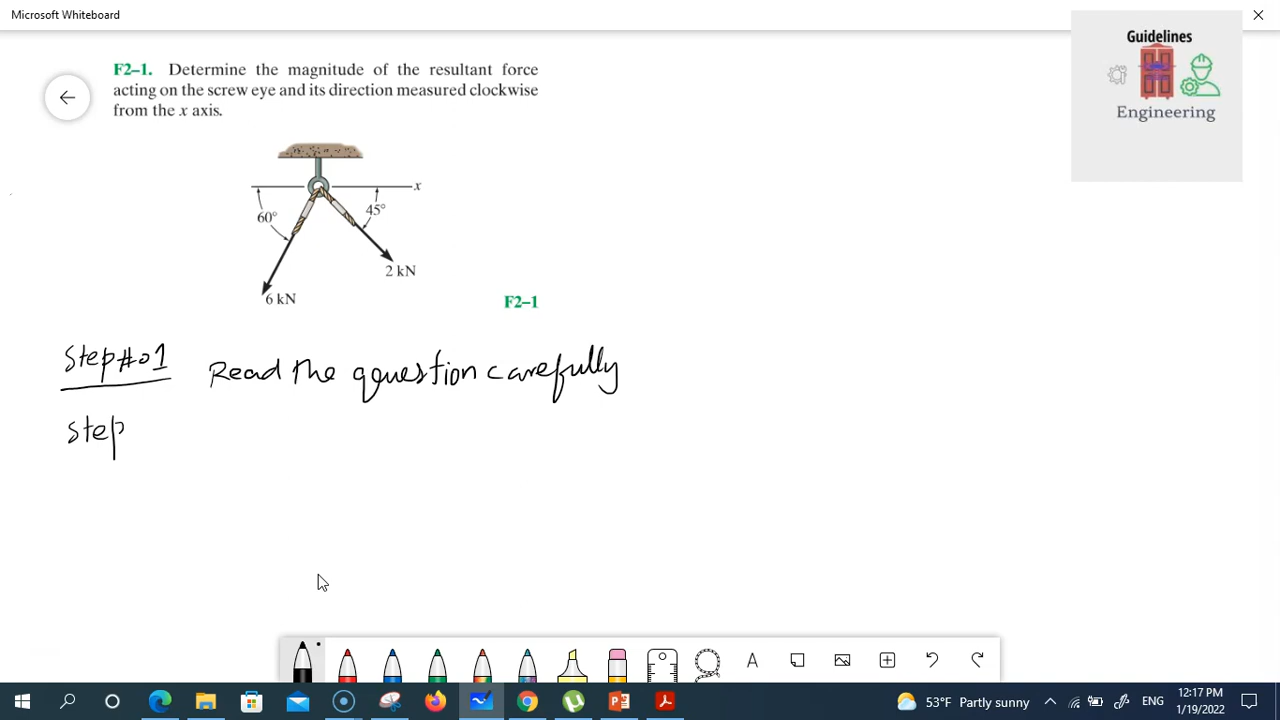 Microsoft Whiteboard
Guidelines
Engineering
F2–1. Determine the magnitude of the resultant force
acting on the screw eye and its direction measured clockwise
from the x axis.
x
60°
45°
2 kN
6 kN
F2–1
Step#01 Read the qquestion carefully
step
A
53°F Partly sunny
ENG
12:17 PM
1/19/2022